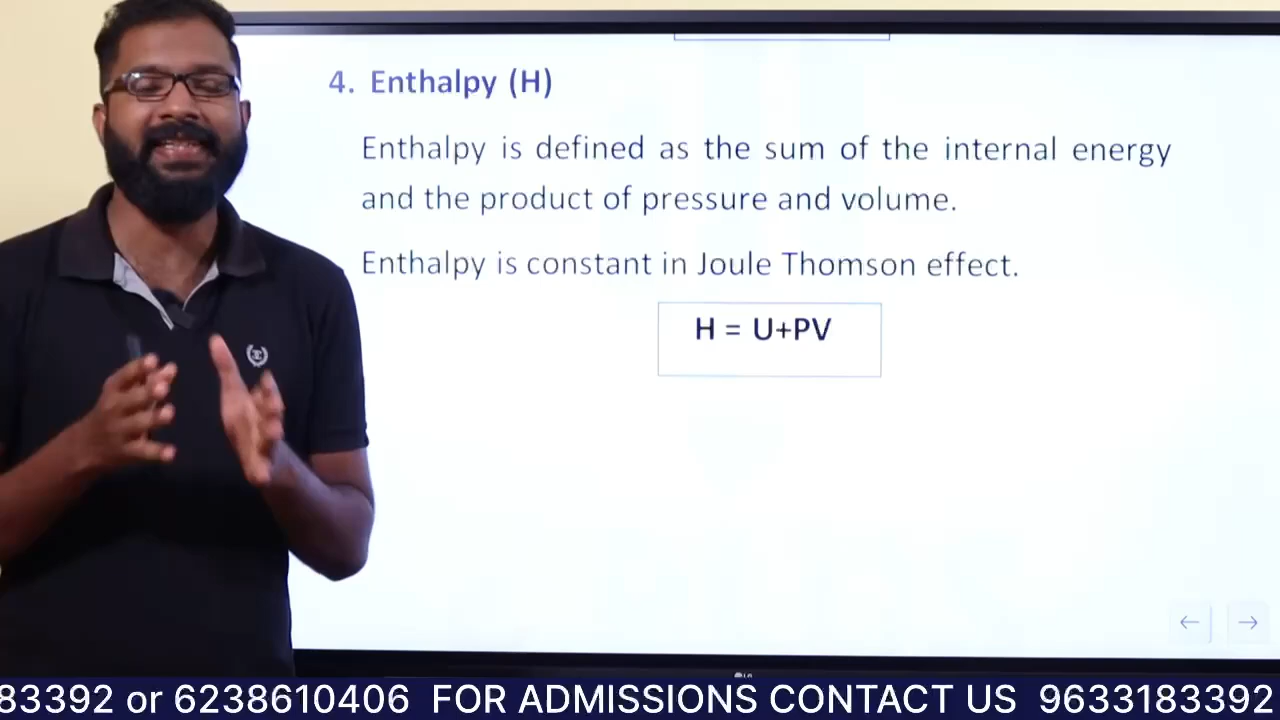 4. Enthalpy (H)
Enthalpy is defined as the sum of the internal energy
and the product of pressure and volume.
Enthalpy is constant in Joule Thomson effect.
H = U+PV
83392 or 6238610406 FOR ADMISSIONS CONTACT US 9633183392